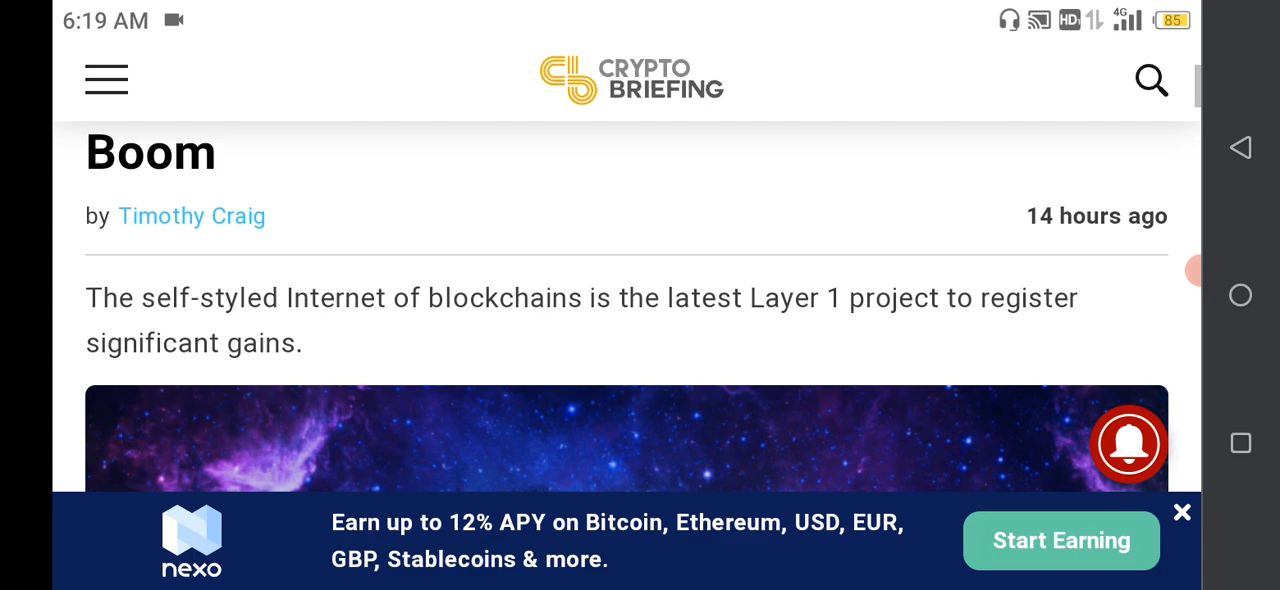 6:19 AM
HD1 4G 85
CRYPTO
BRIEFING
Boom
by Timothy Craig
14 hours ago
The self-styled Internet of blockchains is the latest Layer 1 project to register
significant gains.
nexo
Earn up to 12% APY on Bitcoin, Ethereum, USD, EUR,
GBP, Stablecoins & more.
Start Earning